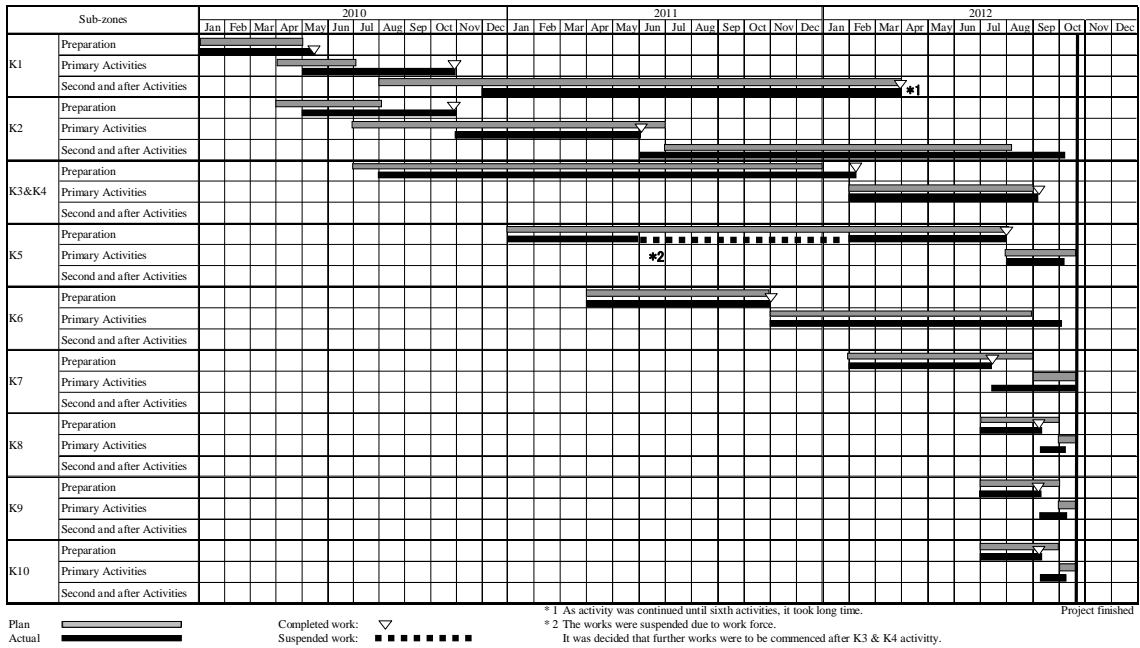 Sub-zones 2010 2011 2012
Jan Feb Mar Apr May Jun Jul Aug Sep Oct Nov Dec Jan Feb Mar Apr May Jun Jul Aug Sep Oct Nov Dec Jan Feb Mar Apr May Jun Jul Aug Sep Oct Nov Dec
K1
Preparation
Primary Activities
Second and after Activities
*1
K2
Preparation
Primary Activities
Second and after Activities
K3&K4
Preparation
Primary Activities
Second and after Activities
K5
Preparation
Primary Activities
*2
Second and after Activities
K6
Preparation
Primary Activities
Second and after Activities
K7
Preparation
Primary Activities
Second and after Activities
K8
Preparation
Primary Activities
Second and after Activities
K9
Preparation
Primary Activities
Second and after Activities
K10
Preparation
Primary Activities
Second and after Activities
Plan
Actual
Completed work:
Suspended work:
* 1 As activity was continued until sixth activities, it took long time.
* 2 The works were suspended due to work force.
It was decided that further works were to be commenced after K3 & K4 activitty.
Project finished